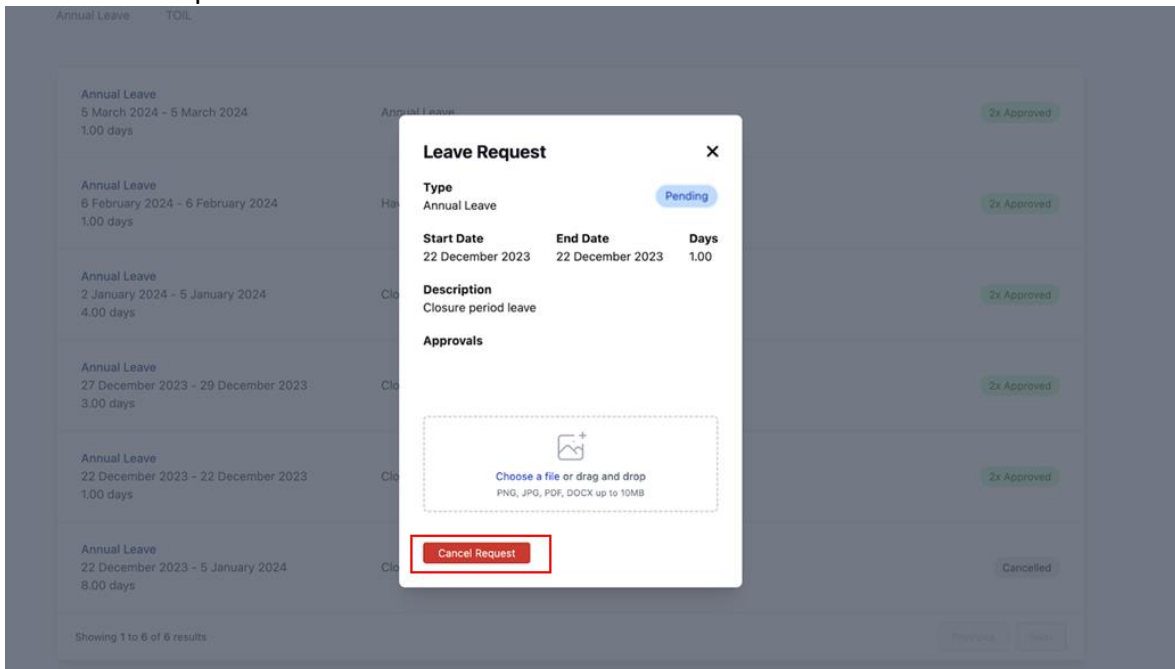 Annual Leave TOIL
Annual Leave
5 March 2024 - 5 March 2024
1.00 days
Annual Leave
2x Approved
Annual Leave
6 February 2024 - 6 February 2024
1.00 days
2x Approved
Annual Leave
2 January 2024 - 5 January 2024
4.00 days
2x Approved
Annual Leave
27 December 2023 - 29 December 2023
3.00 days
2x Approved
Annual Leave
22 December 2023 - 22 December 2023
1.00 days
2x Approved
Annual Leave
22 December 2023 - 5 January 2024
8.00 days
Cancelled
Showing 1 to 6 of 6 results
Previous Next
Leave Request
Type
Annual Leave
Pending
Start Date End Date Days
22 December 2023 22 December 2023 1.00
Description
Closure period leave
Approvals
Choose a file or drag and drop
PNG, JPG, PDF, DOCX up to 10MB
Cancel Request